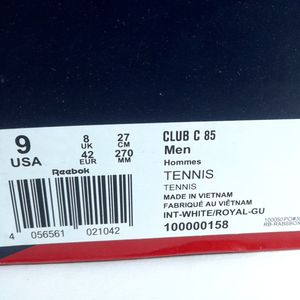 9
USA
8
UK
42
EUR
27
CM
270
MM
Reebok
4 056561 021042
CLUB C 85
Men
Hommes
TENNIS
TENNIS
MADE IN VIETNAM
FABRIQUÉ AU VIÊTNAM
INT-WHITE/ROYAL-GU
100000158